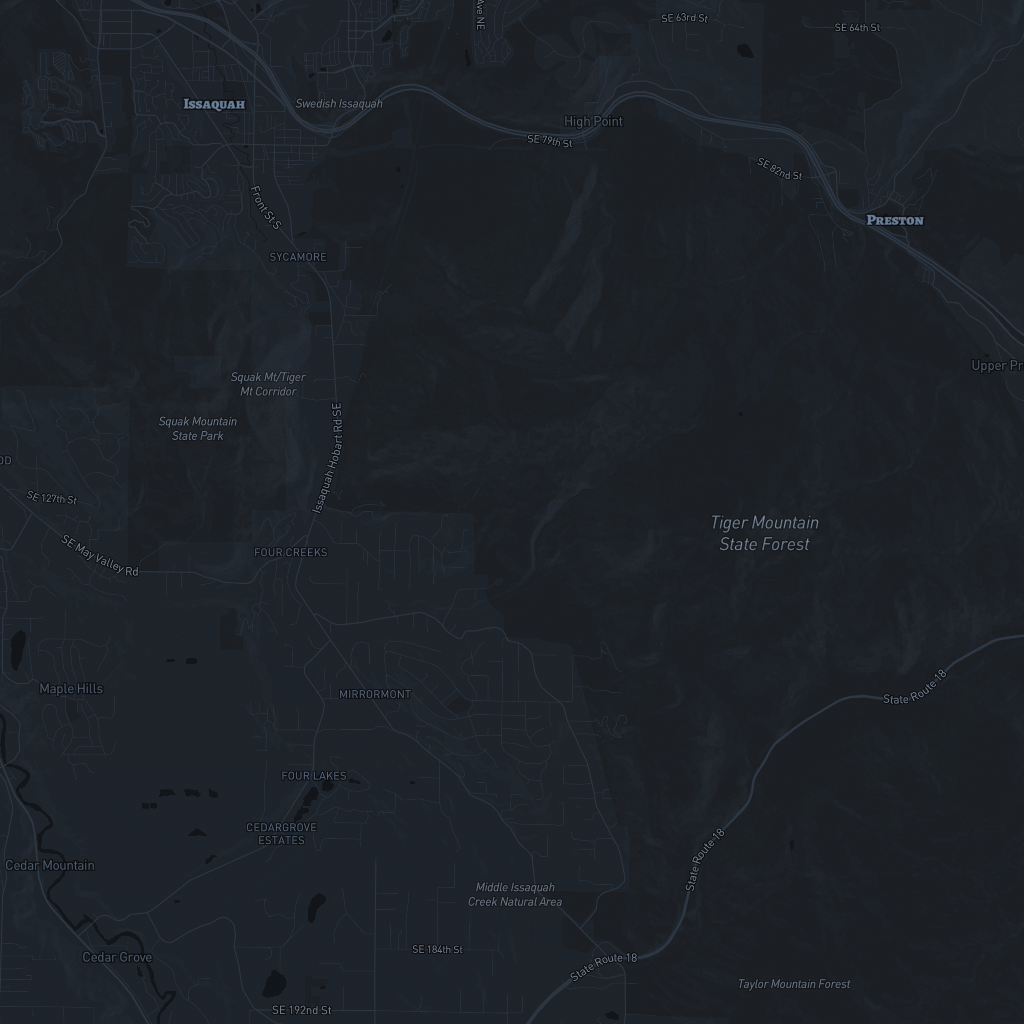 Ave NE
SE 63rd St
SE 64th St
ISSAQUAH
Swedish Issaquah
High Point
SE 79th St
SE 82nd St
Front St S
PRESTON
SYCAMORE
Upper Pr
Squak Mt/Tiger
Mt Corridor
Squak Mountain
State Park
Issaquah Hobart Rd SE
OD
SE 127th St
Tiger Mountain
State Forest
SE May Valley Rd
FOUR CREEKS
Maple Hills
MIRRORMONT
State Route 18
FOUR LAKES
CEDARGROVE
ESTATES
State Route 18
Cedar Mountain
Middle Issaquah
Creek Natural Area
SE 184th St
Cedar Grove
State Route 18
Taylor Mountain Forest
SE 192nd St